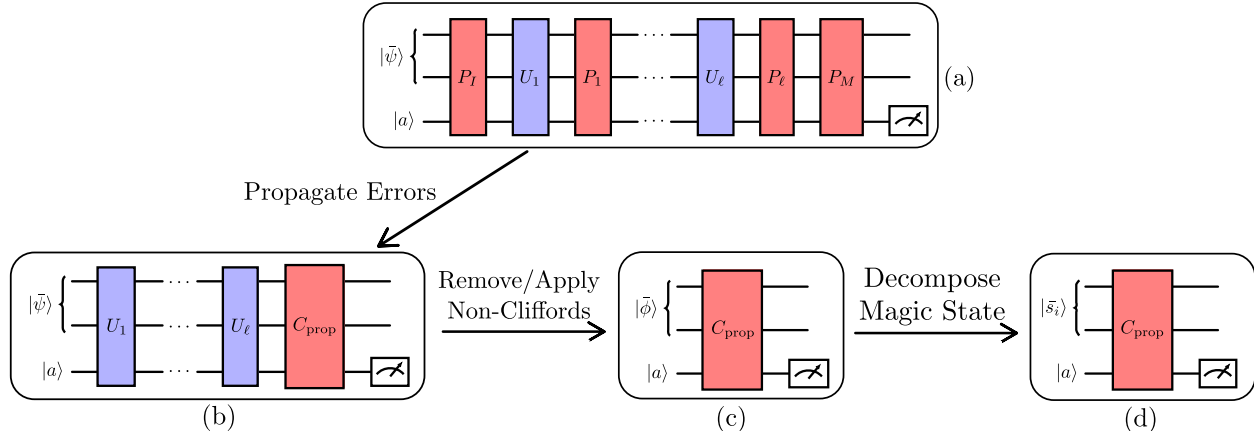 |ψ̄⟩ P_I U_1 P_1 ··· U_ℓ P_ℓ P_M
|a⟩ ···
(a)
Propagate Errors
|ψ̄⟩ U_1 ··· U_ℓ C_prop
|a⟩ ···
(b)
Remove/Apply
Non-Cliffords
|ϕ̄⟩ C_prop
|a⟩
(c)
Decompose
Magic State
|s̄_i⟩ C_prop
|a⟩
(d)